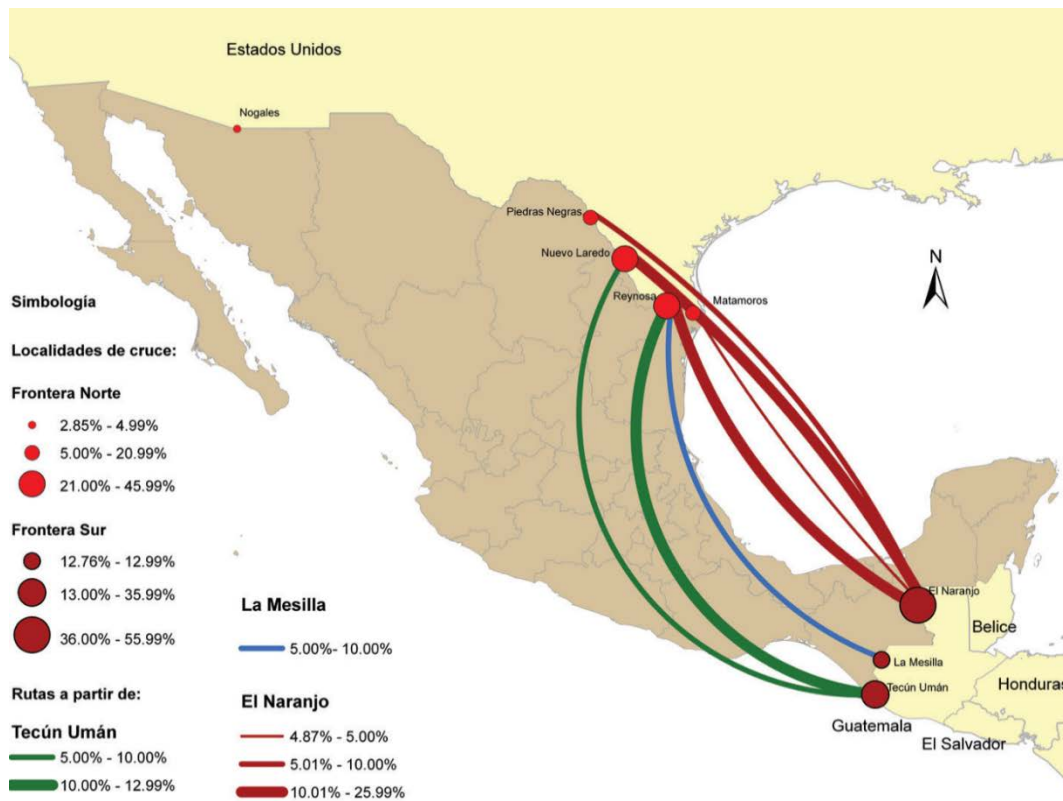 Estados Unidos
Nogales
Piedras Negras
Nuevo Laredo
Reynosa
Matamoros
N
El Naranjo
Belice
La Mesilla
Tecún Umán
Honduras
Guatemala
El Salvador
Simbología
Localidades de cruce:
Frontera Norte
2.85% - 4.99%
5.00% - 20.99%
21.00% - 45.99%
Frontera Sur
12.76% - 12.99%
13.00% - 35.99%
36.00% - 55.99%
Rutas a partir de:
Tecún Umán
5.00% - 10.00%
10.00% - 12.99%
La Mesilla
5.00%- 10.00%
El Naranjo
4.87% - 5.00%
5.01% - 10.00%
10.01% - 25.99%